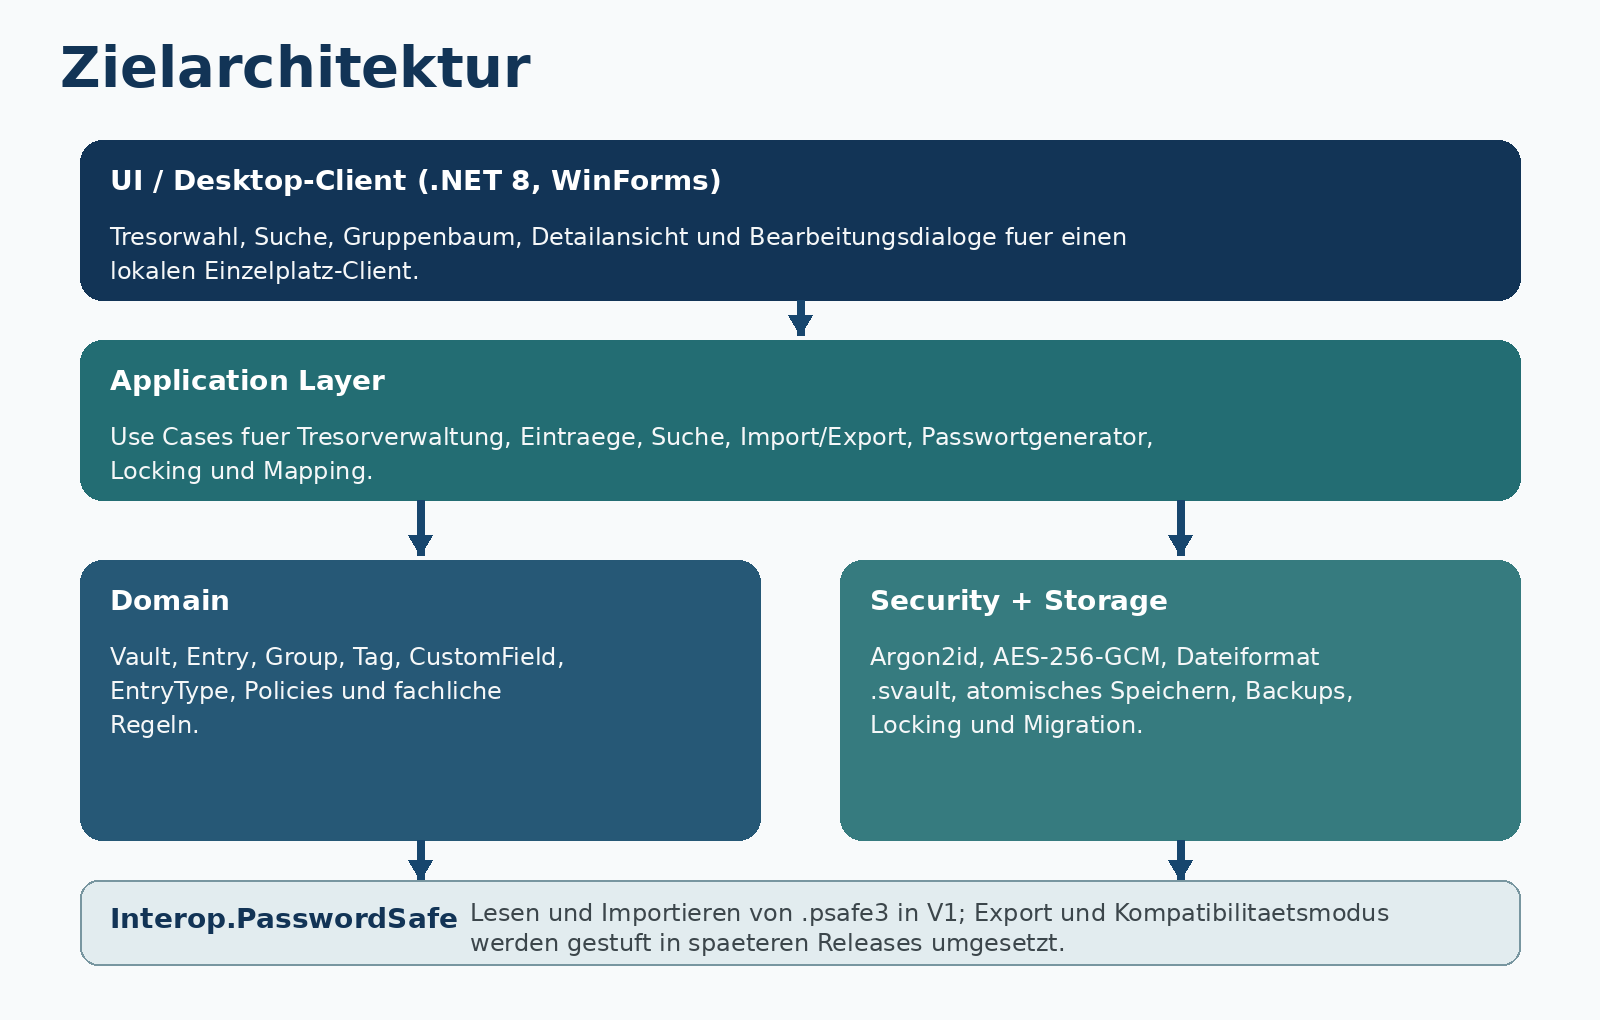 Zielarchitektur
UI / Desktop-Client (.NET 8, WinForms)
Tresorwahl, Suche, Gruppenbaum, Detailansicht und Bearbeitungsdialoge fuer einen
lokalen Einzelplatz-Client.
Application Layer
Use Cases fuer Tresorverwaltung, Eintraege, Suche, Import/Export, Passwortgenerator,
Locking und Mapping.
Domain
Vault, Entry, Group, Tag, CustomField,
EntryType, Policies und fachliche
Regeln.
Security + Storage
Argon2id, AES-256-GCM, Dateiformat
.svault, atomisches Speichern, Backups,
Locking und Migration.
Interop.PasswordSafe
Lesen und Importieren von .psafe3 in V1; Export und Kompatibilitaetsmodus
werden gestuft in spaeteren Releases umgesetzt.